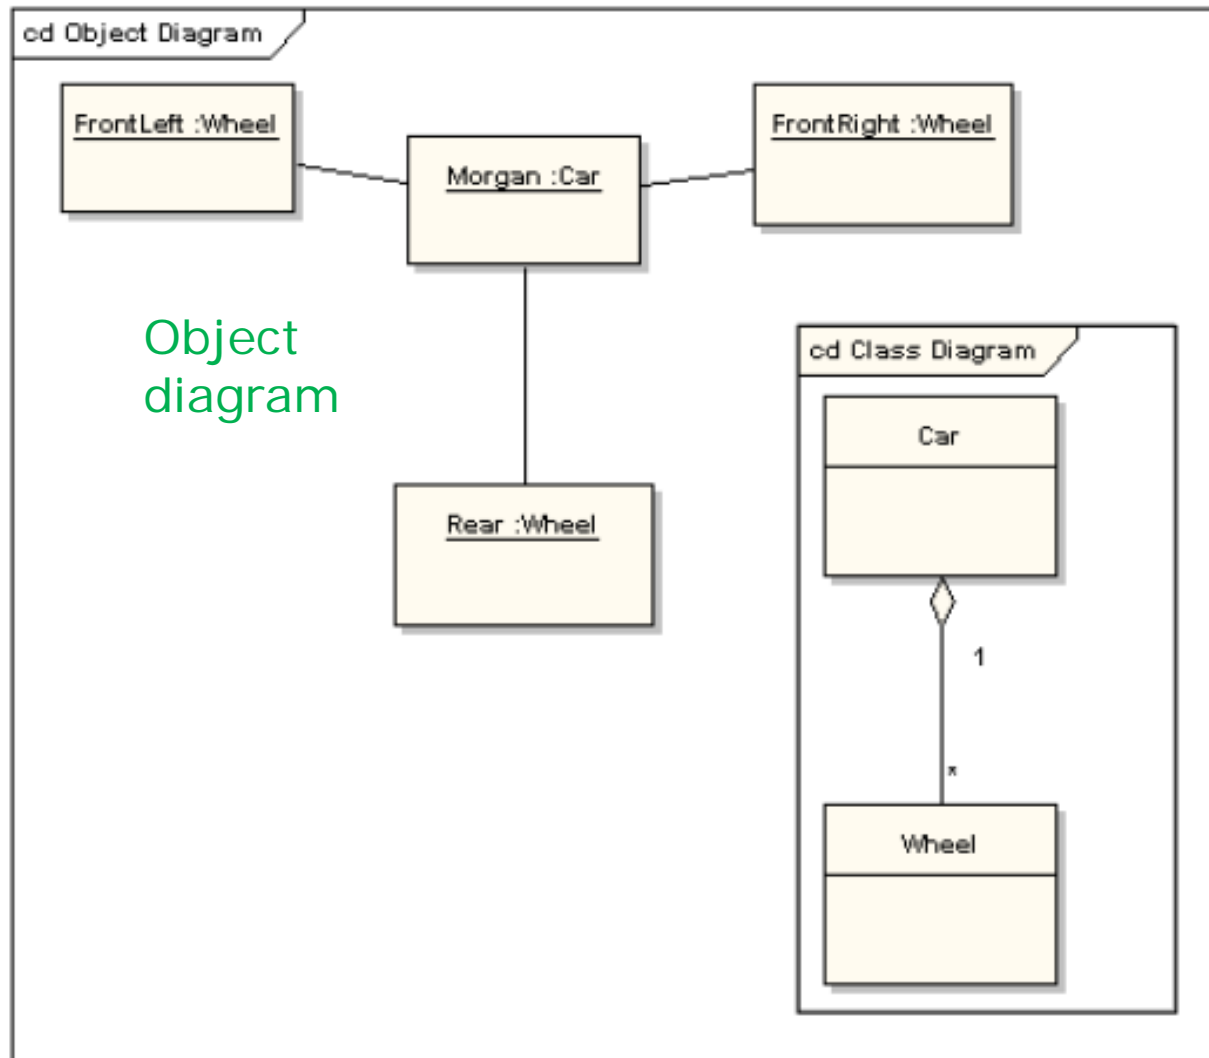 cd Object Diagram
FrontLeft :Wheel
Morgan :Car
FrontRight :Wheel
Object
diagram
Rear :Wheel
cd Class Diagram
Car
1
*
Wheel